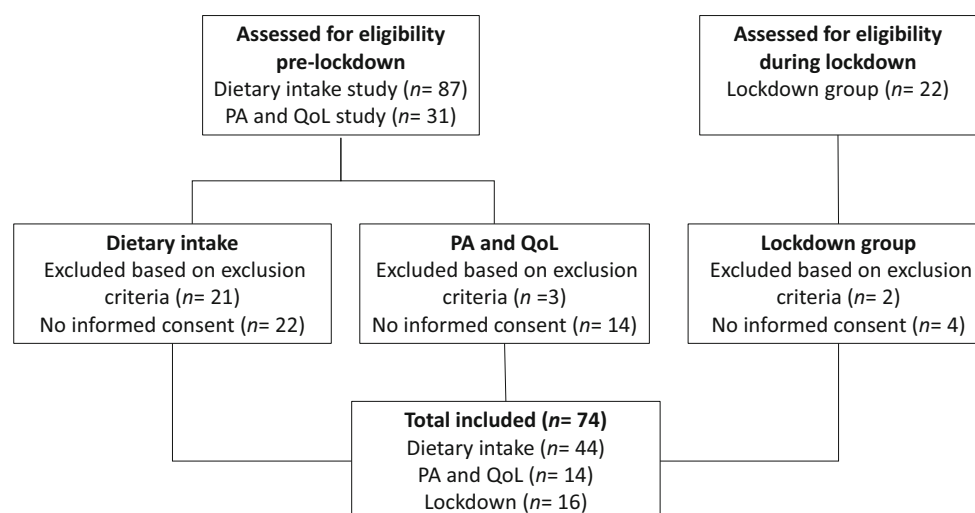 Assessed for eligibility
pre-lockdown
Dietary intake study (n= 87)
PA and QoL study (n= 31)
Assessed for eligibility
during lockdown
Lockdown group (n= 22)
Dietary intake
Excluded based on exclusion
criteria (n= 21)
No informed consent (n= 22)
PA and QoL
Excluded based on exclusion
criteria (n =3)
No informed consent (n= 14)
Lockdown group
Excluded based on exclusion
criteria (n= 2)
No informed consent (n= 4)
Total included (n= 74)
Dietary intake (n= 44)
PA and QoL (n= 14)
Lockdown (n= 16)